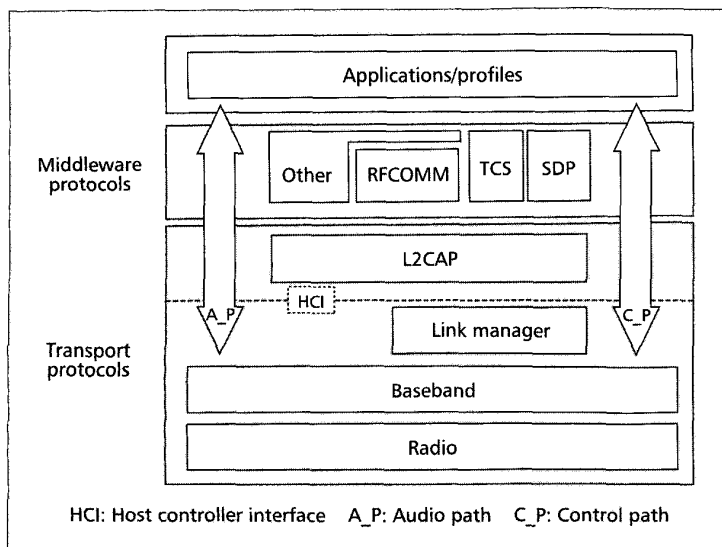 Applications/profiles
Middleware
protocols
Other
RFCOMM
TCS
SDP
L2CAP
HCI
A_P
C_P
Link manager
Transport
protocols
Baseband
Radio
HCI: Host controller interface A_P: Audio path C_P: Control path